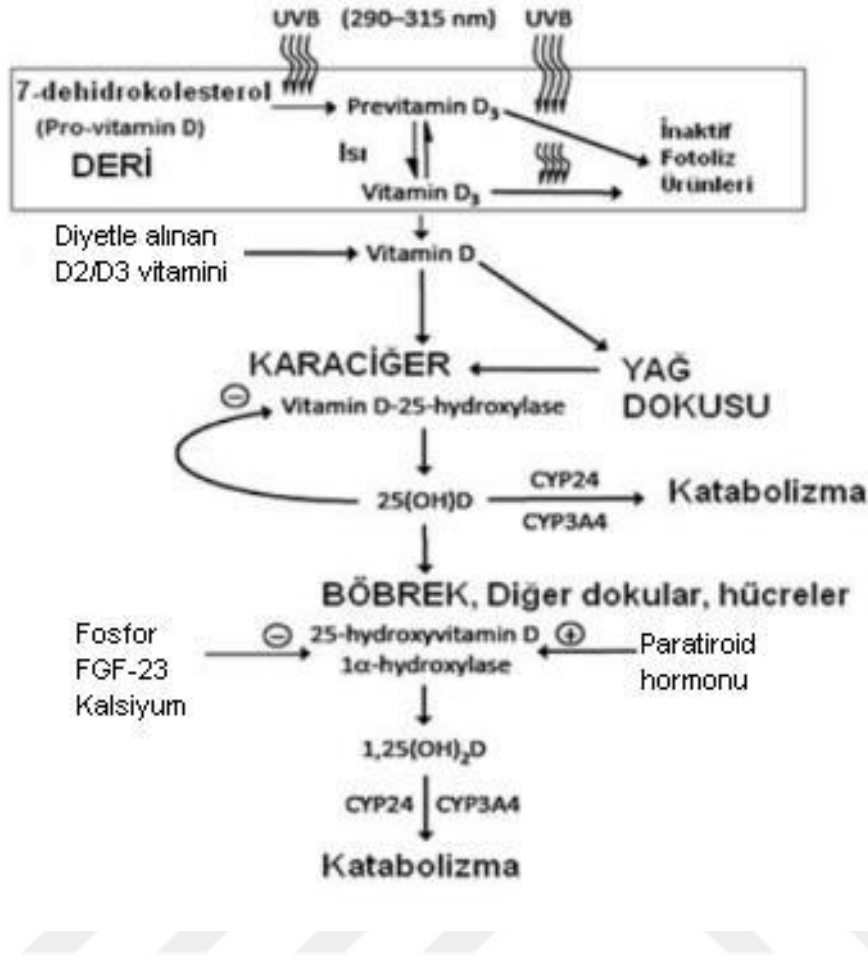 UVB (290–315 nm) UVB
7-dehidrokolesterol
(Pro-vitamin D)
DERİ
Previtamin D₃
Isı
Vitamin D₃
İnaktif
Fotoliz
Ürünleri
Diyetle alınan
D2/D3 vitamini
Vitamin D
KARACİĞER
Vitamin D-25-hydroxylase
YAĞ
DOKUSU
25(OH)D
CYP24
CYP3A4
Katabolizma
BÖBREK, Diğer dokular, hücreler
Fosfor
FGF-23
Kalsiyum
25-hydroxyvitamin D
1α-hydroxylase
Paratiroid
hormonu
1,25(OH)₂D
CYP24 CYP3A4
Katabolizma